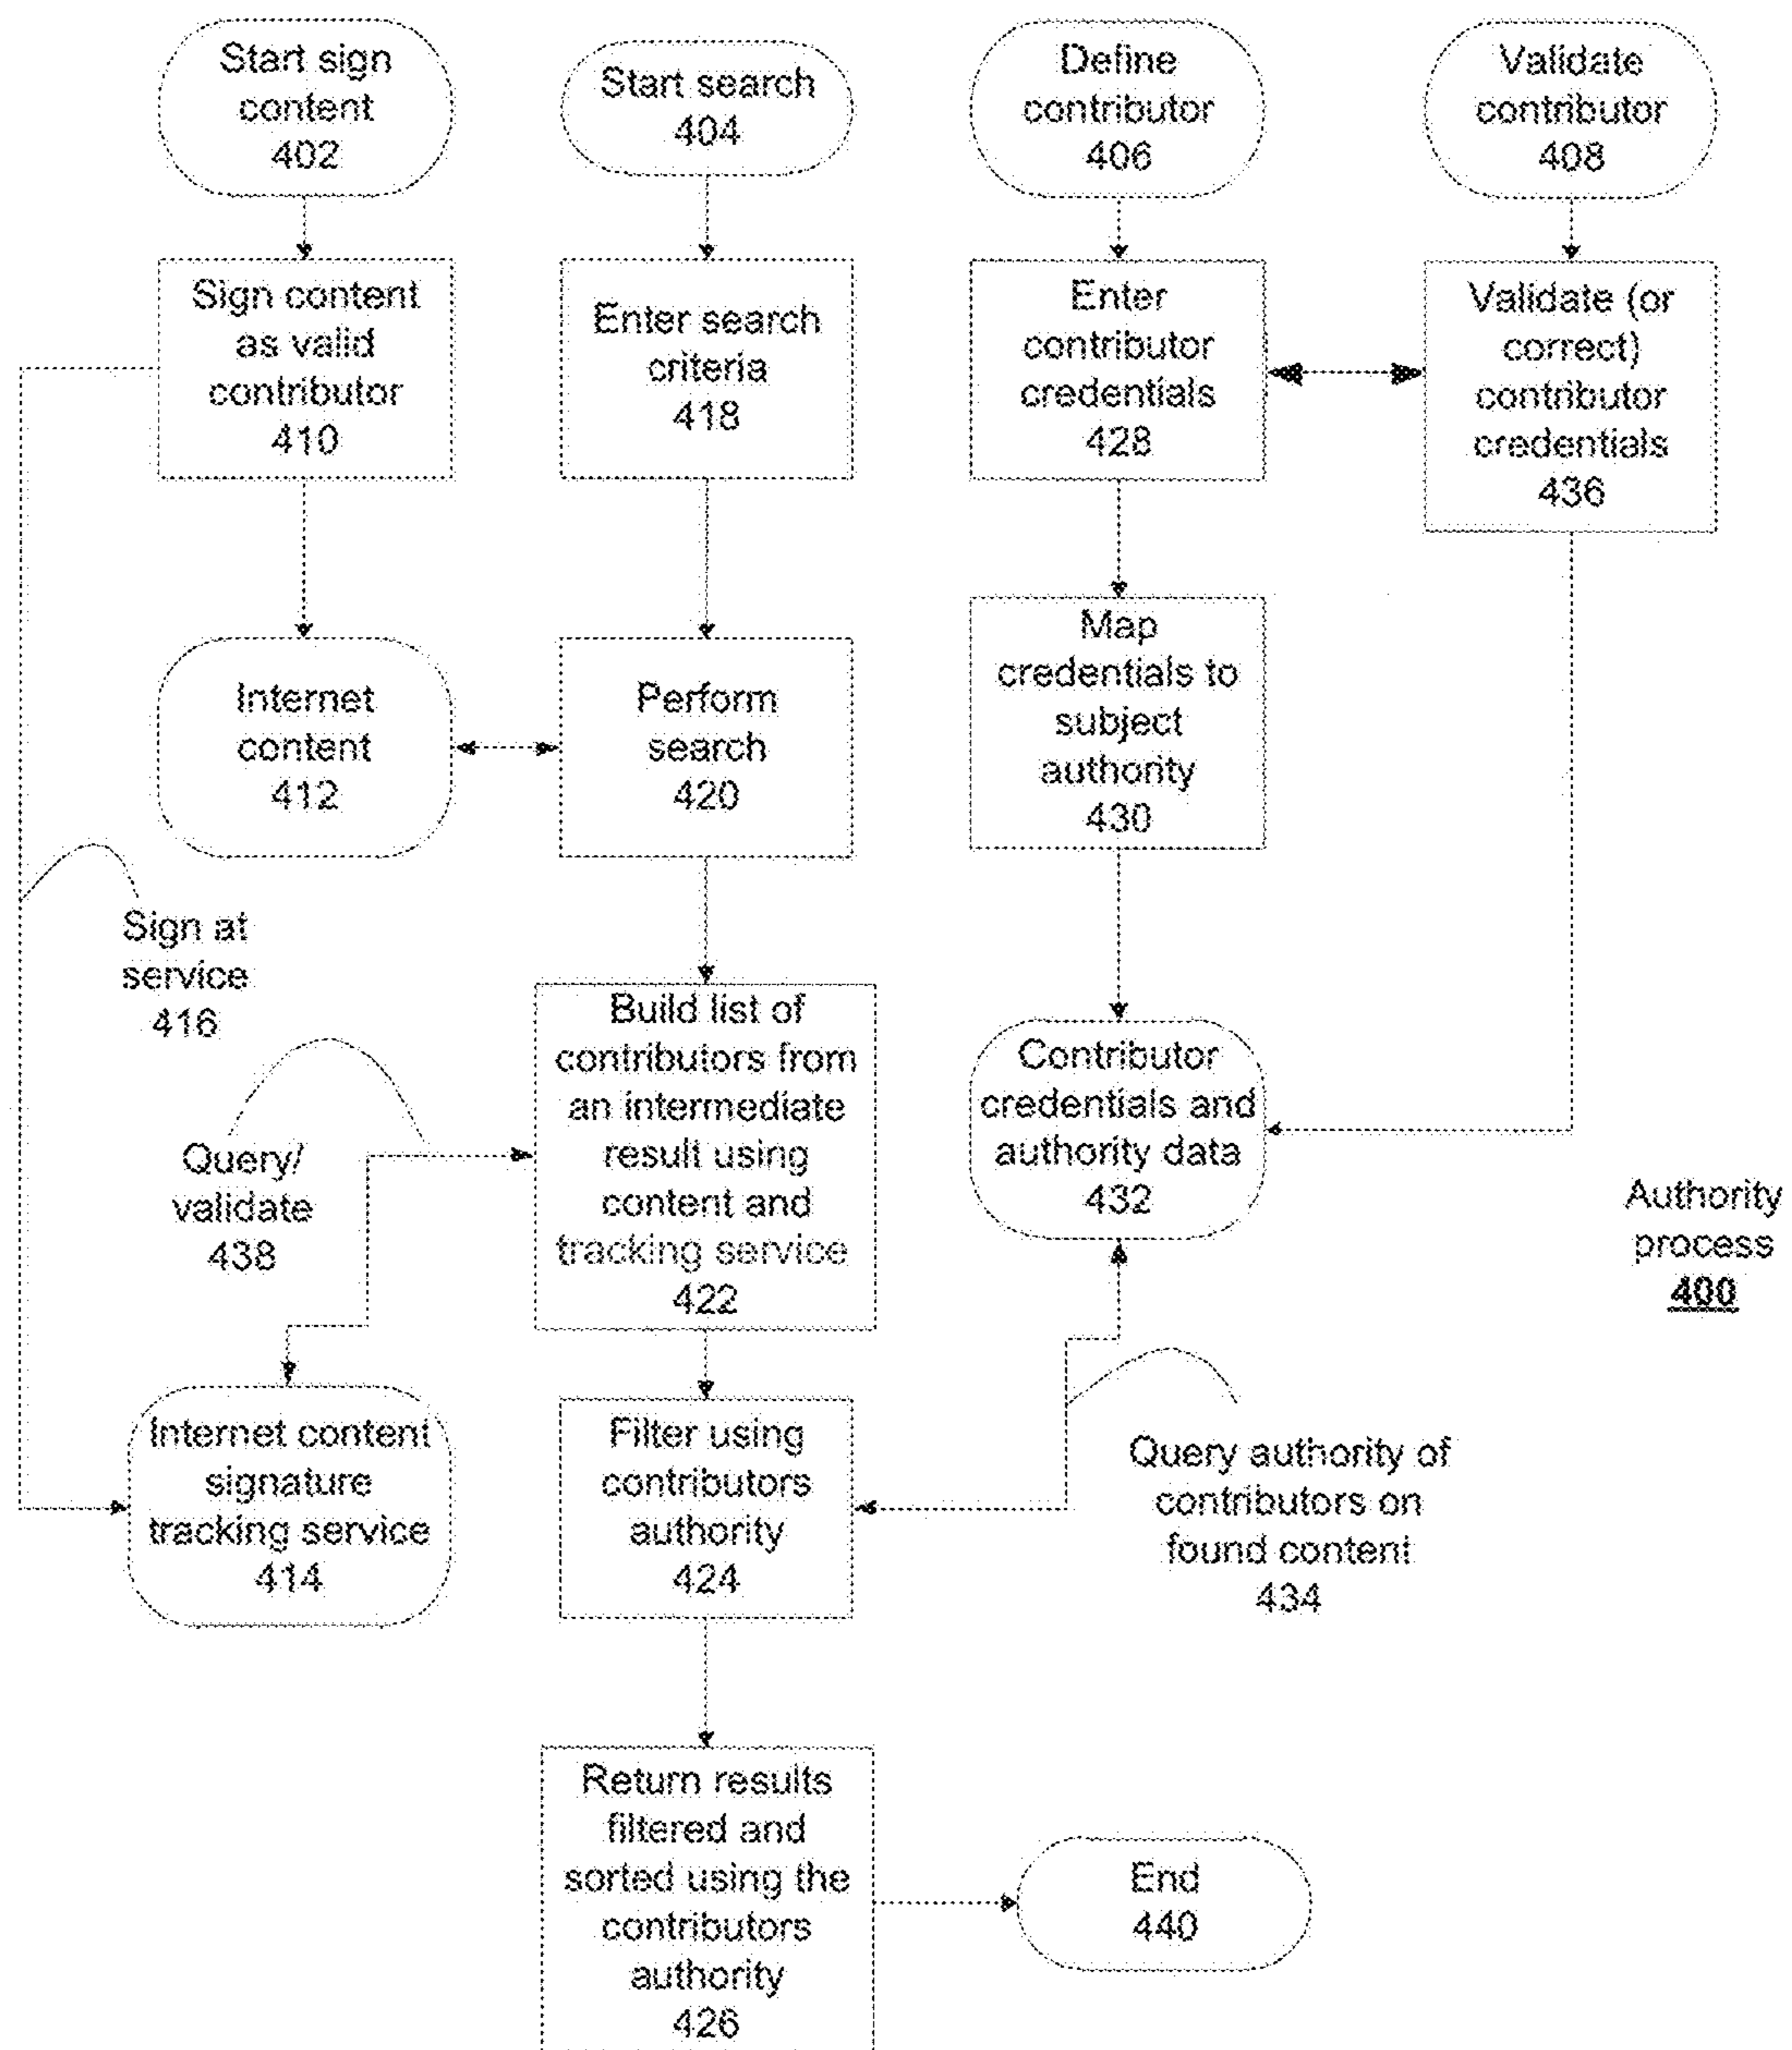 Start sign
content
402
Start search
404
Define
contributor
406
Validate
contributor
408
Sign content
as valid
contributor
410
Enter search
criteria
418
Enter
contributor
credentials
428
Validate (or
correct)
contributor
credentials
436
Internet
content
412
Perform
search
420
Map
credentials to
subject
authority
430
Sign at
service
416
Build list of
contributors from
an intermediate
result using
content and
tracking service
422
Contributor
credentials and
authority data
432
Query/
validate
438
Authority
process
400
Internet content
signature
tracking service
414
Filter using
contributors
authority
424
Query authority of
contributors on
found content
434
Return results
filtered and
sorted using the
contributors
authority
426
End
440